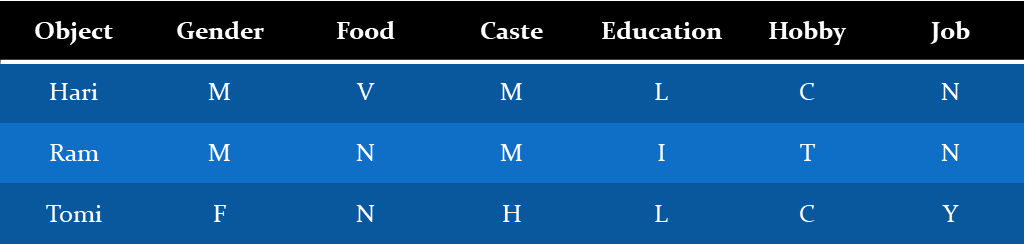 Object Gender Food Caste Education Hobby Job
Hari M V M L C N
Ram M N M I T N
Tomi F N H L C Y